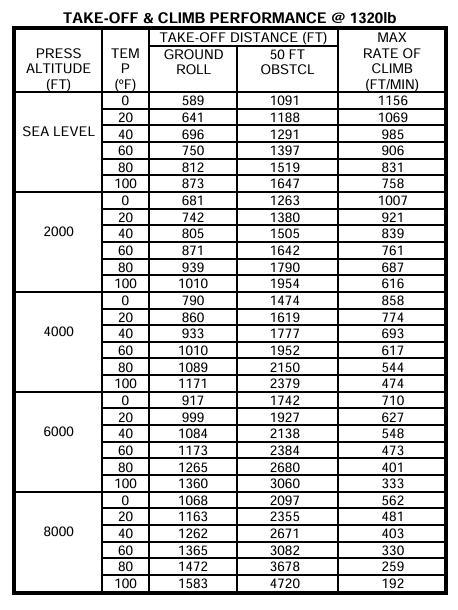 TAKE-OFF & CLIMB PERFORMANCE @ 1320lb
TAKE-OFF DISTANCE (FT) MAX
PRESS TEM GROUND 50 FT RATE OF
ALTITUDE P ROLL OBSTCL CLIMB
(FT) (ºF) (FT/MIN)
0 589 1091 1156
20 641 1188 1069
SEA LEVEL 40 696 1291 985
60 750 1397 906
80 812 1519 831
100 873 1647 758
0 681 1263 1007
20 742 1380 921
2000 40 805 1505 839
60 871 1642 761
80 939 1790 687
100 1010 1954 616
0 790 1474 858
20 860 1619 774
4000 40 933 1777 693
60 1010 1952 617
80 1089 2150 544
100 1171 2379 474
0 917 1742 710
20 999 1927 627
6000 40 1084 2138 548
60 1173 2384 473
80 1265 2680 401
100 1360 3060 333
0 1068 2097 562
20 1163 2355 481
8000 40 1262 2671 403
60 1365 3082 330
80 1472 3678 259
100 1583 4720 192